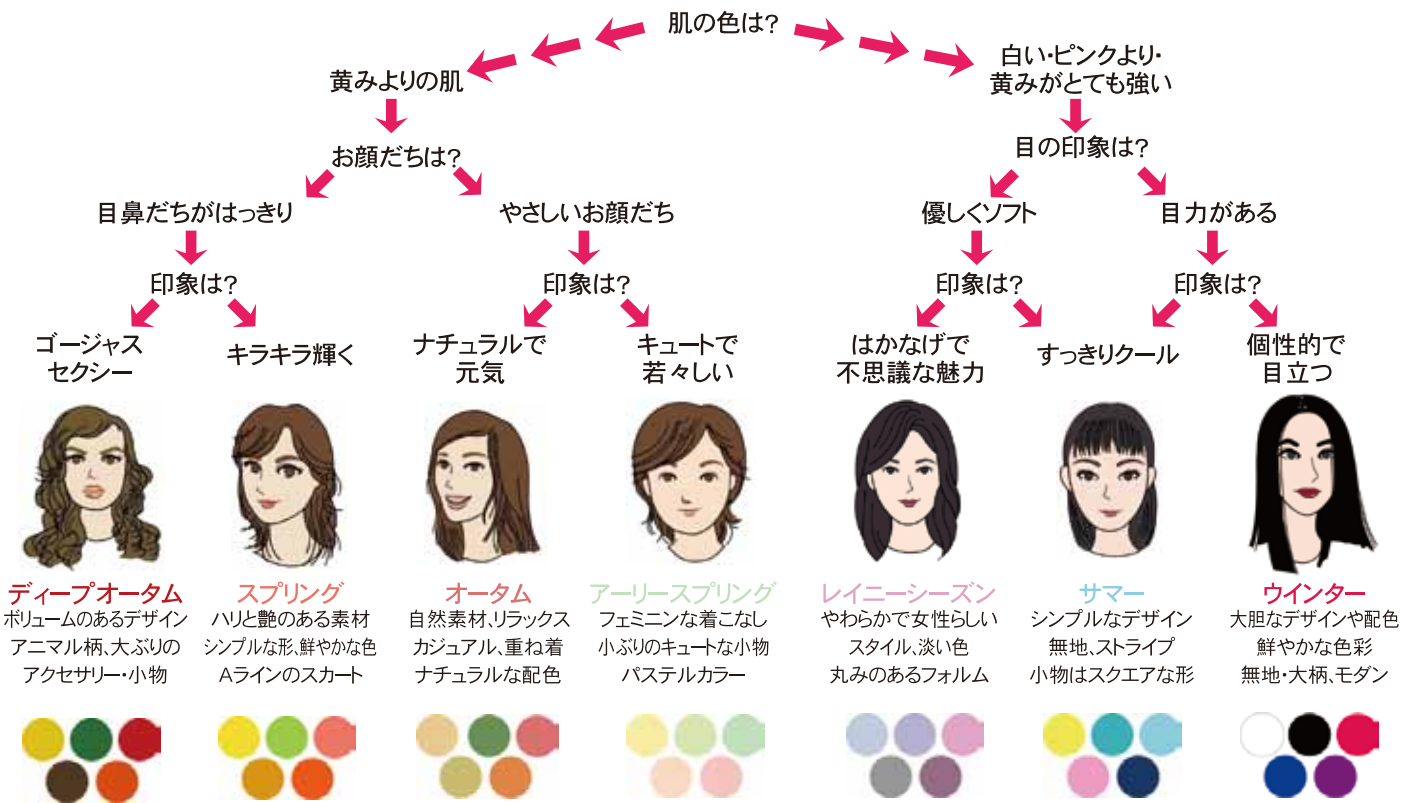 肌の色は?
黄みよりの肌
白い・ピンクより・
黄みがとても強い
お顔だちは?
目の印象は?
目鼻だちがはっきり
やさしいお顔だち
優しくソフト
目力がある
印象は?
印象は?
印象は?
印象は?
ゴージャス
セクシー
キラキラ輝く
ナチュラルで
元気
キュートで
若々しい
はかなげで
不思議な魅力
すっきりクール
個性的で
目立つ
ディープオータム
ボリュームのあるデザイン
アニマル柄、大ぶりの
アクセサリー・小物
スプリング
ハリと艶のある素材
シンプルな形、鮮やかな色
Aラインのスカート
オータム
自然素材、リラックス
カジュアル、重ね着
ナチュラルな配色
アーリースプリング
フェミニンな着こなし
小ぶりのキュートな小物
パステルカラー
レイニーシーズン
やわらかで女性らしい
スタイル、淡い色
丸みのあるフォルム
サマー
シンプルなデザイン
無地、ストライプ
小物はスクエアな形
ウインター
大胆なデザインや配色
鮮やかな色彩
無地・大柄、モダン